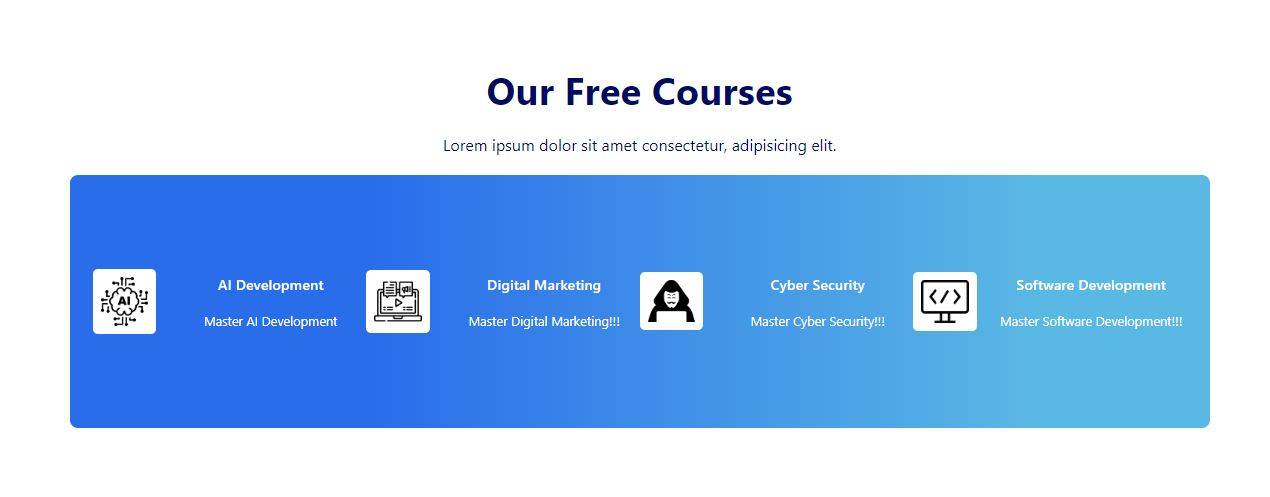 Our Free Courses
Lorem ipsum dolor sit amet consectetur, adipisicing elit.
AI
AI Development
Master AI Development
Digital Marketing
Master Digital Marketing!!!
Cyber Security
Master Cyber Security!!!
</>
Software Development
Master Software Development!!!